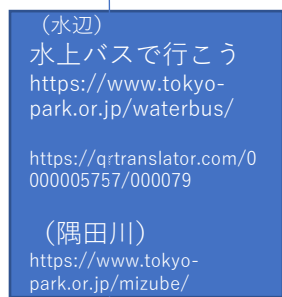 （水辺）
水上バスで行こう
https://www.tokyo-
park.or.jp/waterbus/
https://qrtranslator.com/0
000005757/000079
（隅田川）
https://www.tokyo-
park.or.jp/mizube/